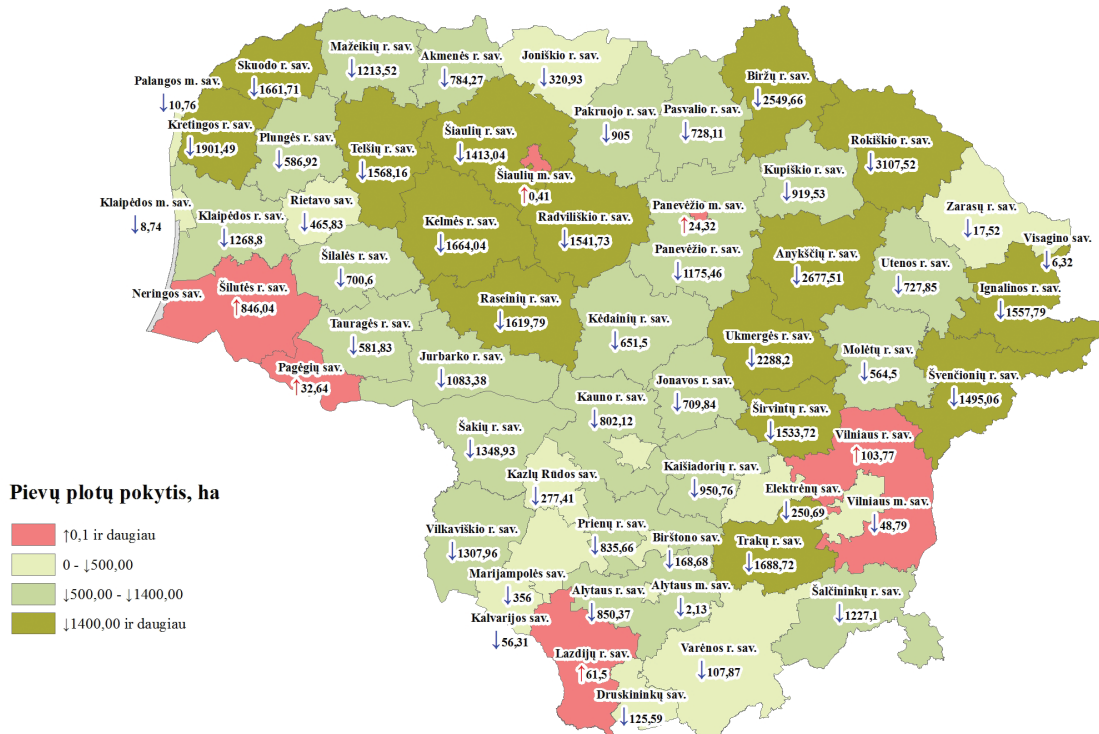 Mažeikių r. sav.
↓1213,52
Akmenės r. sav.
↓784,27
Joniškio r. sav.
↓320,93
Skuodo r. sav.
↓1661,71
Palangos m. sav.
↓10,76
Biržų r. sav.
↓2549,66
Pakruojo r. sav.
↓905
Pasvalio r. sav.
↓728,11
Kretingos r. sav.
↓1901,49
Plungės r. sav.
↓586,92
Telšių r. sav.
↓1568,16
Šiaulių r. sav.
↓1413,04
Šiaulių m. sav.
↑0,41
Rokiškio r. sav.
↓3107,52
Kupiškio r. sav.
↓919,53
Klaipėdos m. sav.
↓8,74
Klaipėdos r. sav.
↓1268,8
Rietavo sav.
↓465,83
Kelmės r. sav.
↓1664,04
Radviliškio r. sav.
↓1541,73
Panevėžio m. sav.
↑24,32
Panevėžio r. sav.
↓1175,46
Zarasų r. sav.
↓17,52
Visagino sav.
↓6,32
Anykščių r. sav.
↓2677,51
Utenos r. sav.
↓727,85
Ignalinos r. sav.
↓1557,79
Šilalės r. sav.
↓700,6
Neringos sav.
Šilutės r. sav.
↑846,04
Raseinių r. sav.
↓1619,79
Kėdainių r. sav.
↓651,5
Ukmergės r. sav.
↓2288,2
Molėtų r. sav.
↓564,5
Tauragės r. sav.
↓581,83
Jurbarko r. sav.
↓1083,38
Pagėgių sav.
↑32,64
Švenčionių r. sav.
↓1495,06
Jonavos r. sav.
↓709,84
Kauno r. sav.
↓802,12
Širvintų r. sav.
↓1533,72
Šakių r. sav.
↓1348,93
Vilniaus r. sav.
↑103,77
Kazlų Rūdos sav.
↓277,41
Kaišiadorių r. sav.
↓950,76
Elektrėnų sav.
↓250,69
Vilniaus m. sav.
↓48,79
Vilkaviškio r. sav.
↓1307,96
Prienų r. sav.
↓835,66
Birštono sav.
↓168,68
Trakų r. sav.
↓1688,72
Marijampolės sav.
↓356
Alytaus r. sav.
↓850,37
Alytaus m. sav.
↓2,13
Šalčininkų r. sav.
↓1227,1
Kalvarijos sav.
↓56,31
Lazdijų r. sav.
↑61,5
Varėnos r. sav.
↓107,87
Druskininkų sav.
↓125,59
Pievų plotų pokytis, ha
↑0,1 ir daugiau
0 - ↓500,00
↓500,00 - ↓1400,00
↓1400,00 ir daugiau